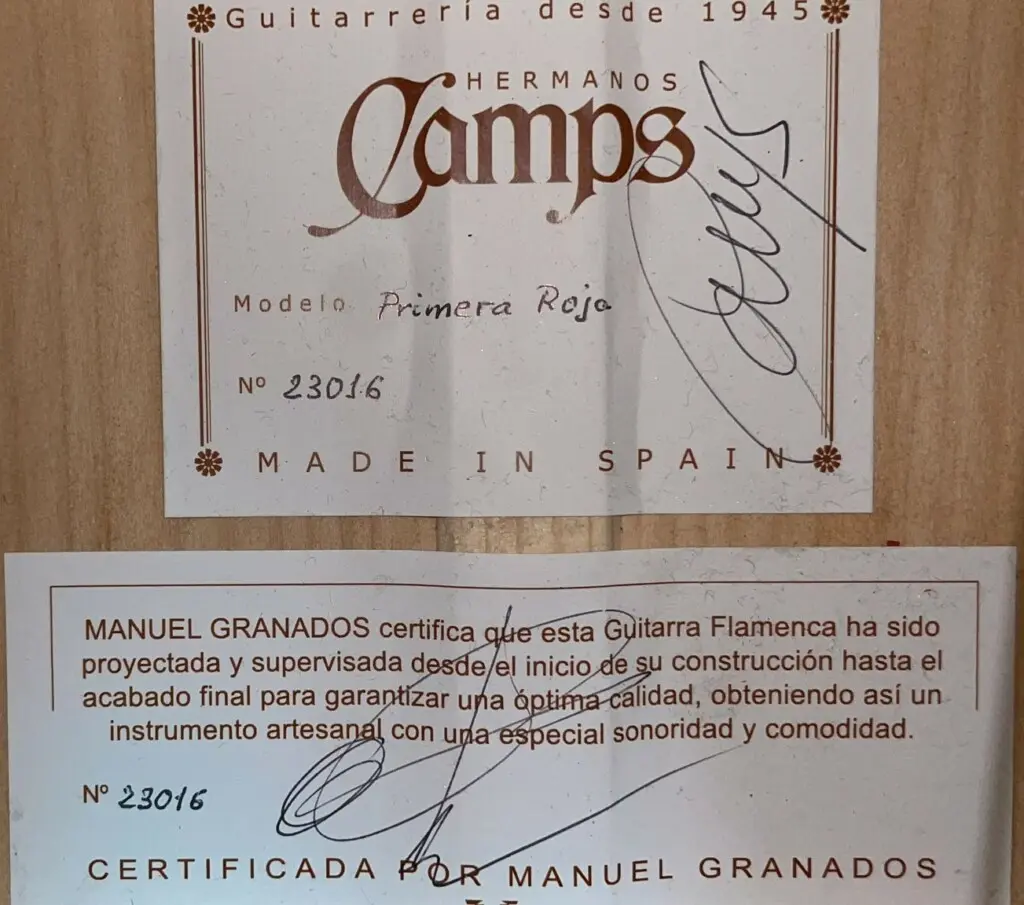 Guitarrería desde 1945
HERMANOS
Camps
Modelo Primera Roja
Nº 23016
MADE IN SPAIN
MANUEL GRANADOS certifica que esta Guitarra Flamenca ha sido
proyectada y supervisada desde el inicio de su construcción hasta el
acabado final para garantizar una óptima calidad, obteniendo así un
instrumento artesanal con una especial sonoridad y comodidad.
Nº 23016
CERTIFICADA POR MANUEL GRANADOS